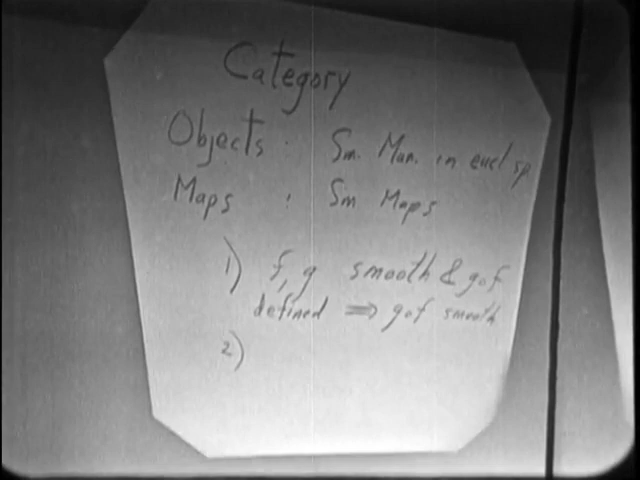 Category
Objects : Sm. Man. in eucl sp.
Maps : Sm Maps
1) f, g smooth & g∘f
defined ⟹ g∘f smooth
2)